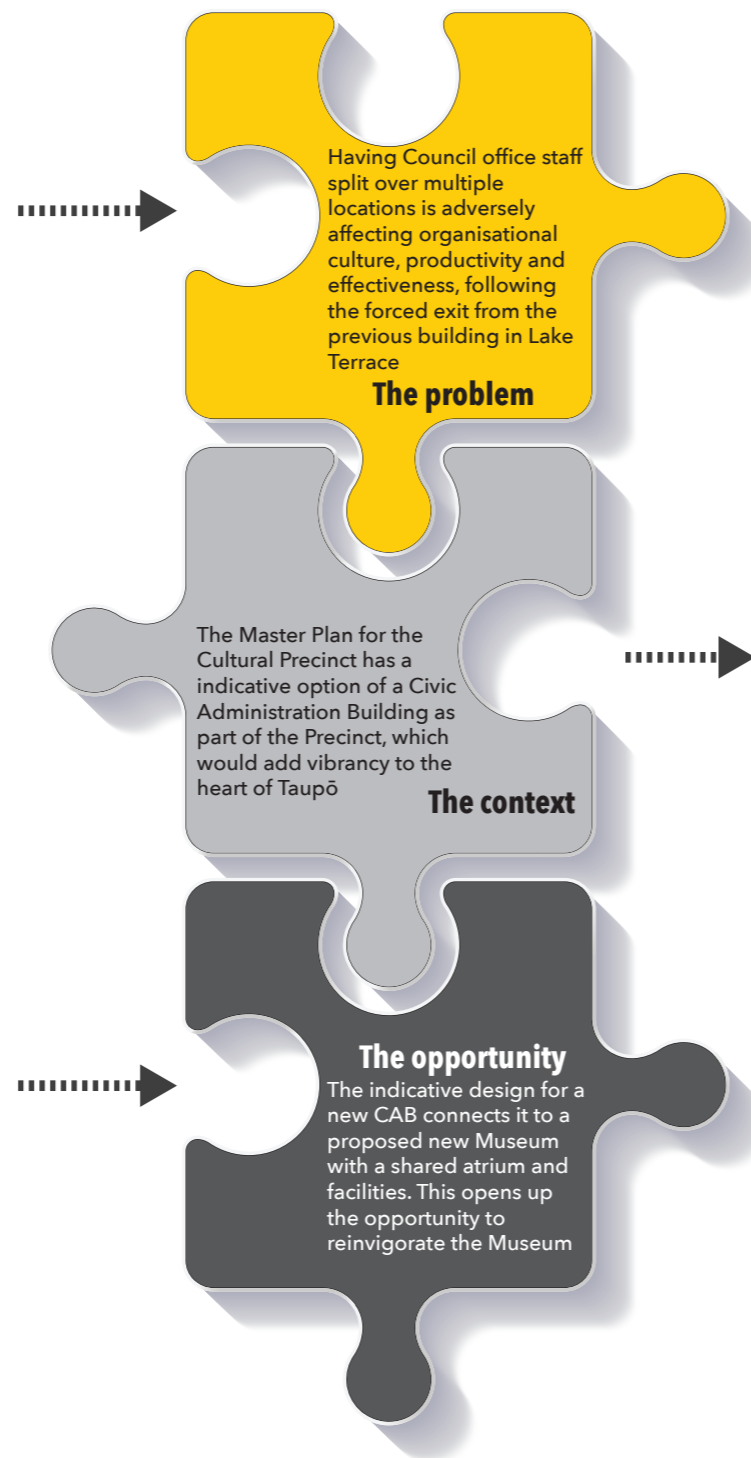 Having Council office staff
split over multiple
locations is adversely
affecting organisational
culture, productivity and
effectiveness, following
the forced exit from the
previous building in Lake
Terrace
The problem
The Master Plan for the
Cultural Precinct has a
indicative option of a Civic
Administration Building as
part of the Precinct, which
would add vibrancy to the
heart of Taupō
The context
The opportunity
The indicative design for a
new CAB connects it to a
proposed new Museum
with a shared atrium and
facilities. This opens up
the opportunity to
reinvigorate the Museum